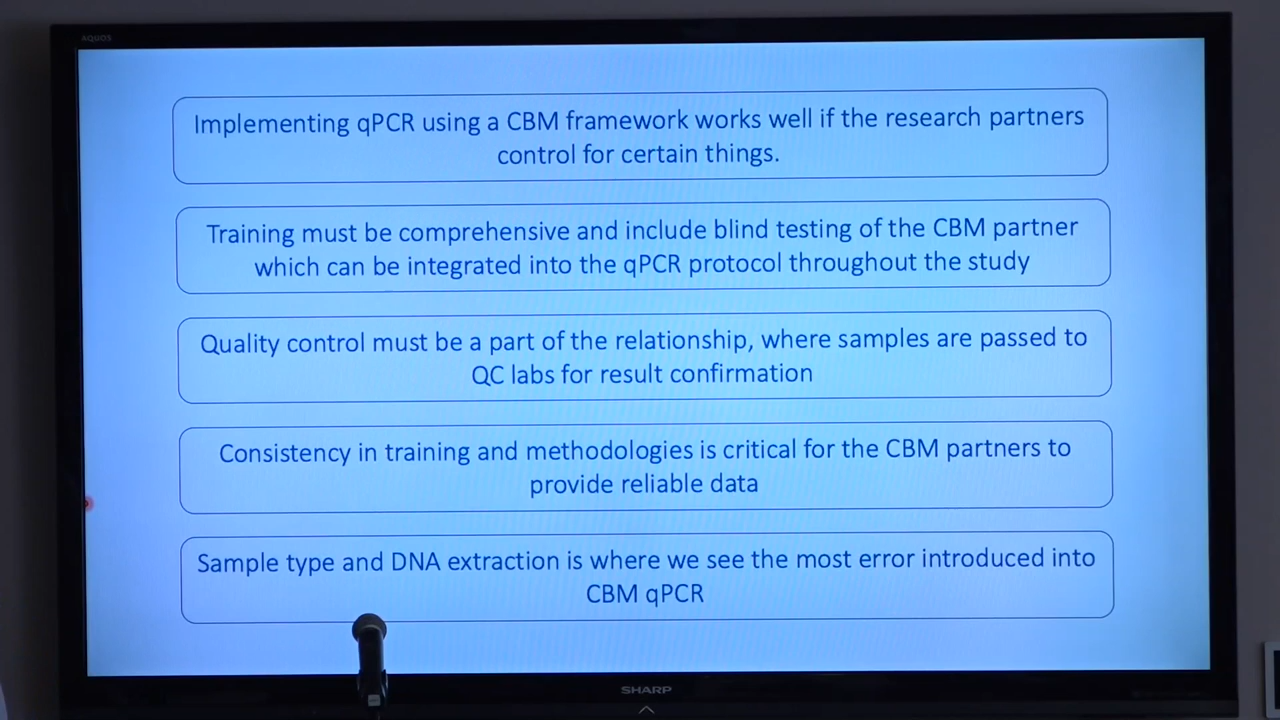 AQUOS
Implementing qPCR using a CBM framework works well if the research partners
control for certain things.
Training must be comprehensive and include blind testing of the CBM partner
which can be integrated into the qPCR protocol throughout the study
Quality control must be a part of the relationship, where samples are passed to
QC labs for result confirmation
Consistency in training and methodologies is critical for the CBM partners to
provide reliable data
Sample type and DNA extraction is where we see the most error introduced into
CBM qPCR
SHARP